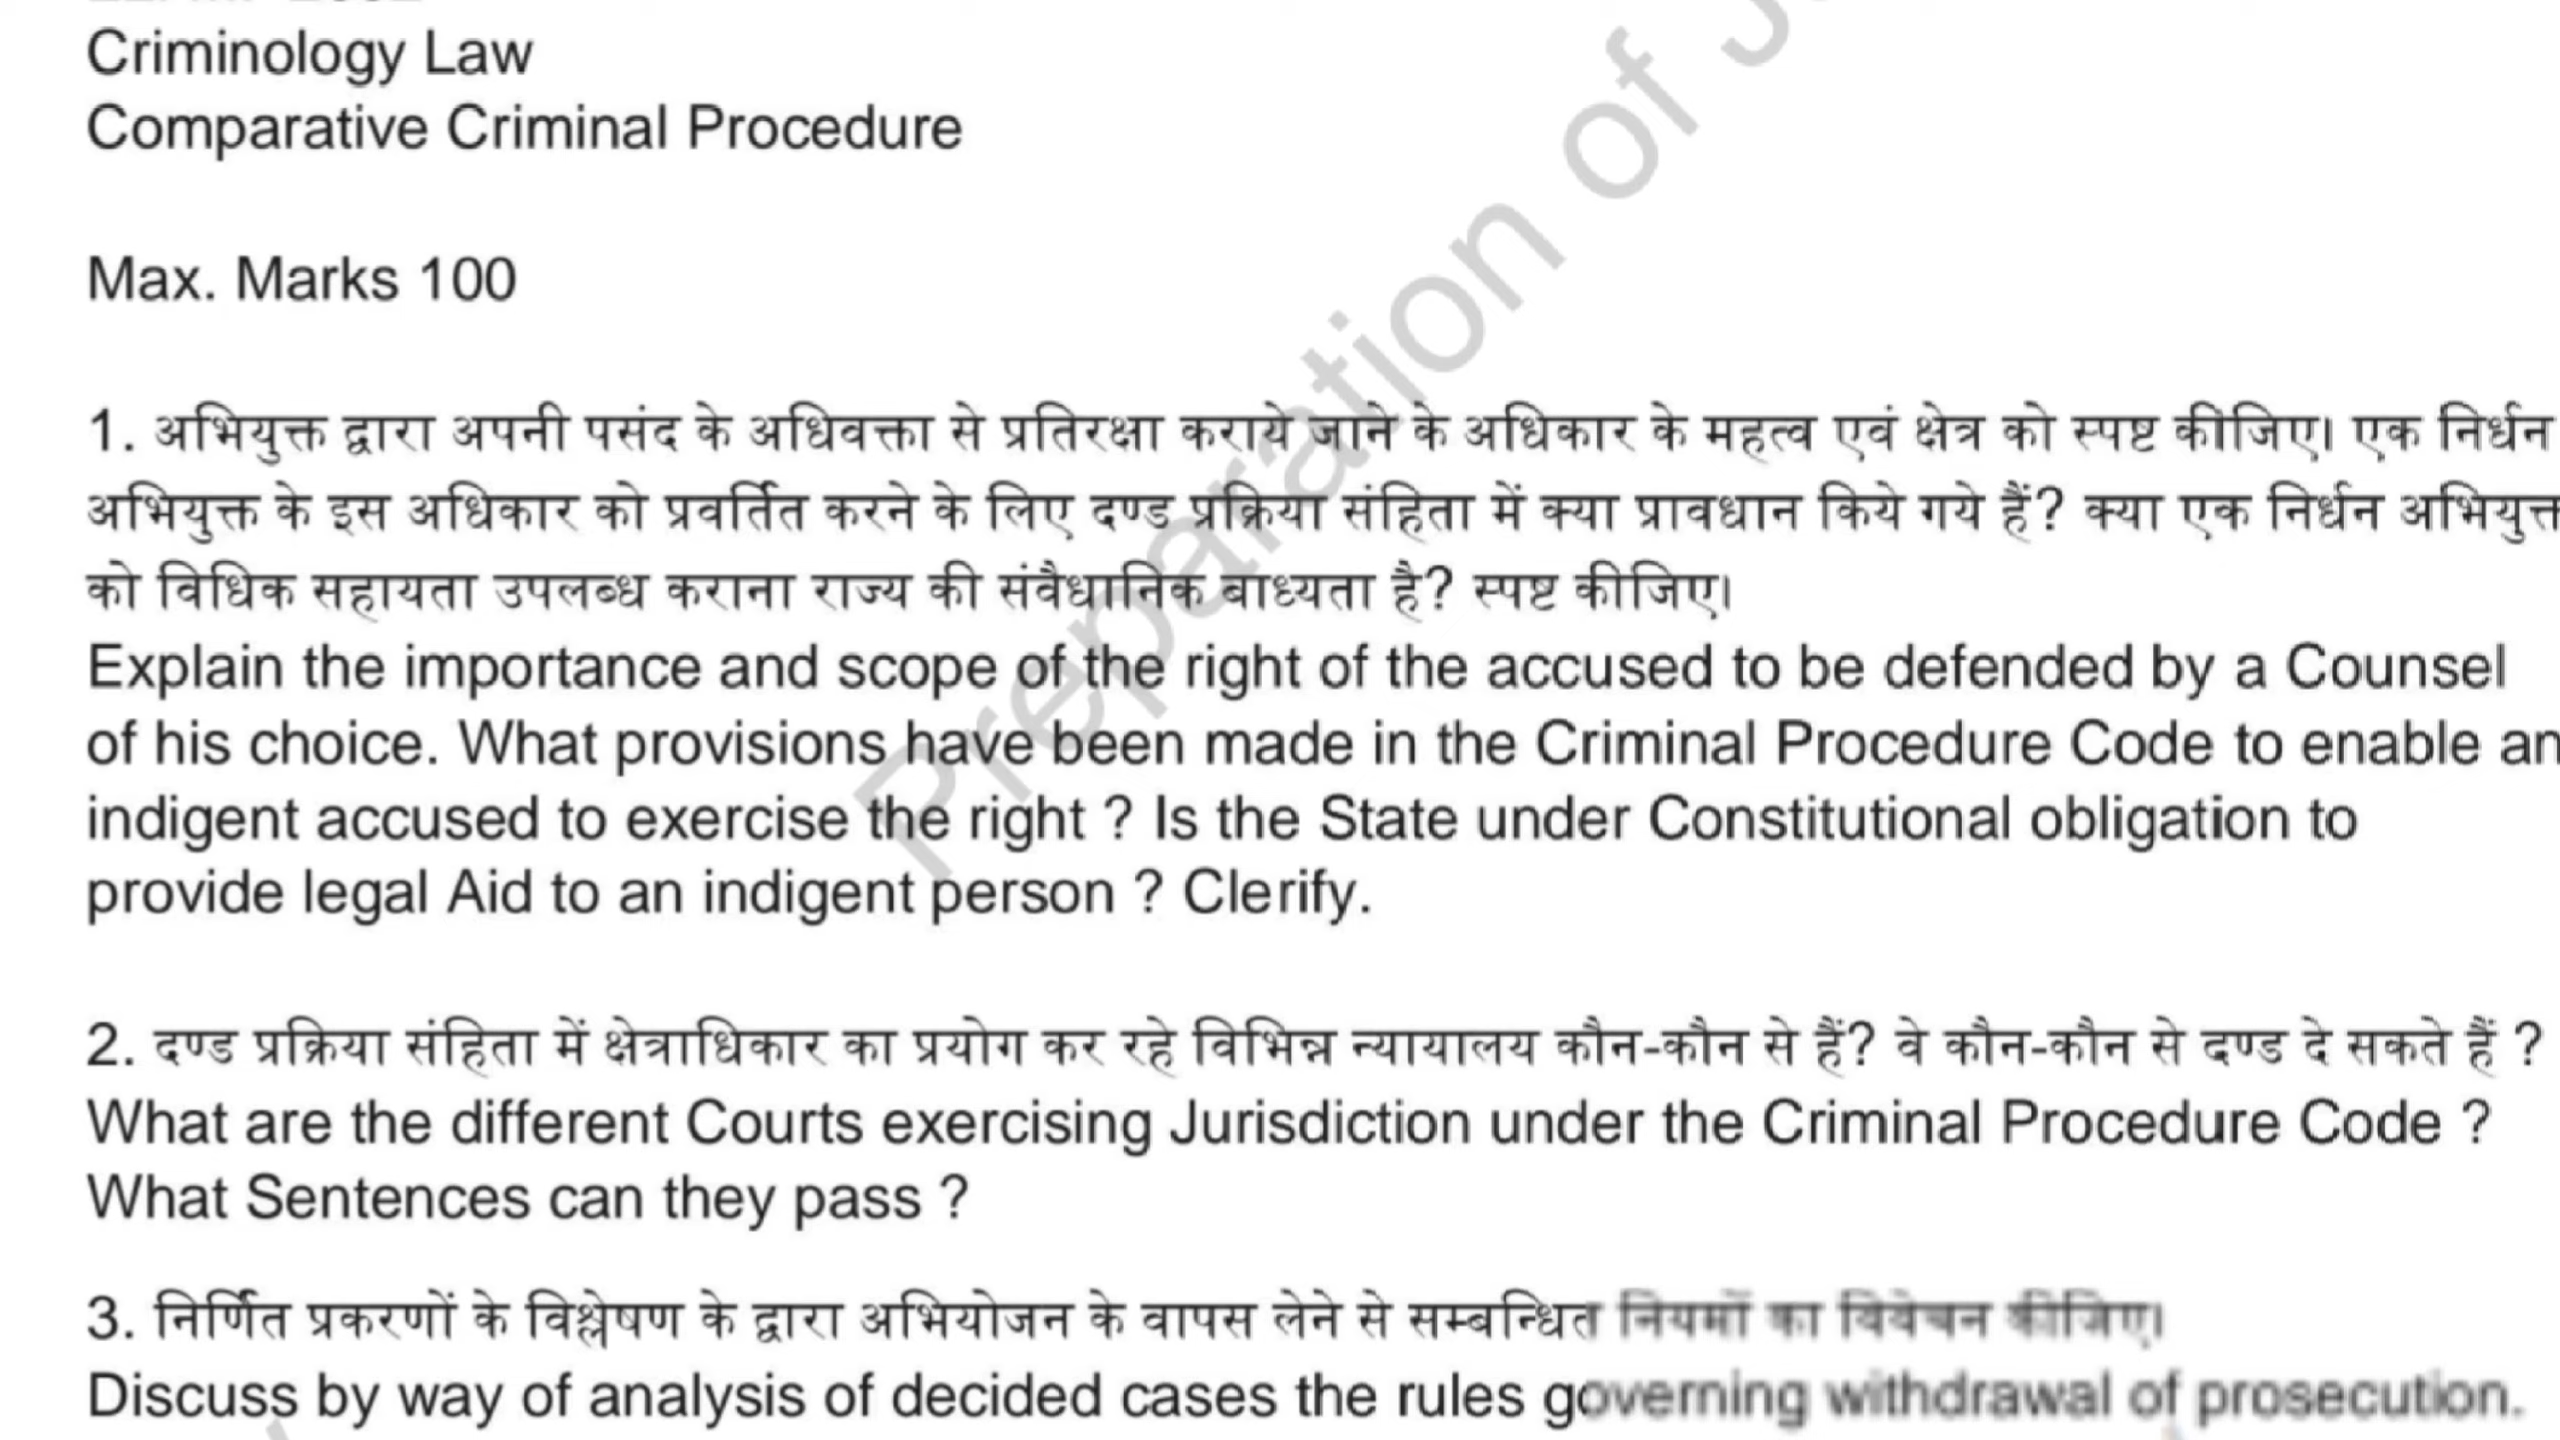 Criminology Law
Comparative Criminal Procedure
Max. Marks 100
1. अभियुक्त द्वारा अपनी पसंद के अधिवक्ता से प्रतिरक्षा कराये जाने के अधिकार के महत्व एवं क्षेत्र को स्पष्ट कीजिए। एक निर्धन
अभियुक्त के इस अधिकार को प्रवर्तित करने के लिए दण्ड प्रक्रिया संहिता में क्या प्रावधान किये गये हैं? क्या एक निर्धन
को विधिक सहायता उपलब्ध कराना राज्य की संवैधानिक बाध्यता है? स्पष्ट कीजिए।
Explain the importance and scope of the right of the accused to be defended by a Counsel
of his choice. What provisions have been made in the Criminal Procedure Code to enable an
indigent accused to exercise the right ? Is the State under Constitutional obligation to
provide legal Aid to an indigent person ? Clerify.
2. दण्ड प्रक्रिया संहिता में क्षेत्राधिकार का प्रयोग कर रहे विभिन्न न्यायालय कौन-कौन से हैं? वे कौन-कौन से दण्ड दे सकते हैं ?
What are the different Courts exercising Jurisdiction under the Criminal Procedure Code ?
What Sentences can they pass ?
3. निर्णित प्रकरणों के विश्लेषण के द्वारा अभियोजन के वापस लेने से सम्बन्धित नियमों का विवेचन कीजिए।
Discuss by way of analysis of decided cases the rules governing withdrawal of prosecution.
Preparation of